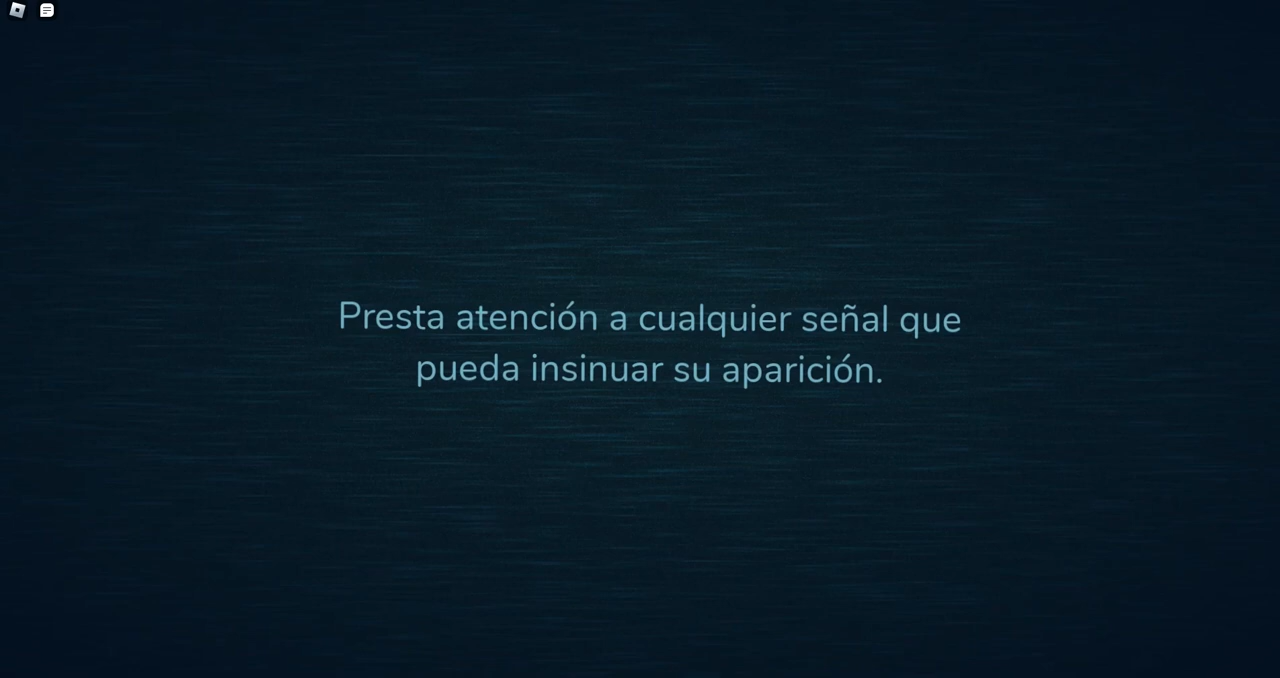 Presta atención a cualquier señal que
pueda insinuar su aparición.